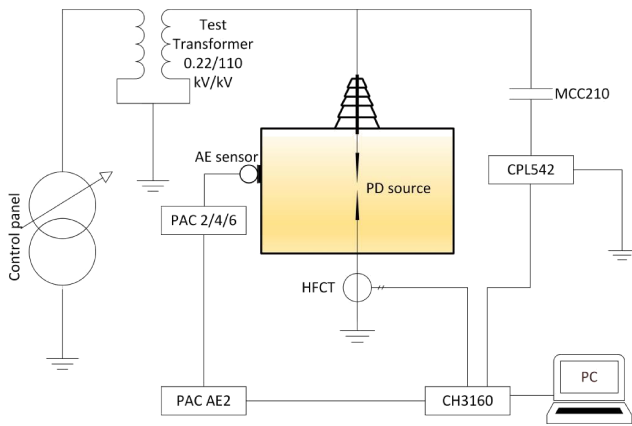 Test
Transformer
0.22/110
kV/kV
MCC210
AE sensor
CPL542
PD source
PAC 2/4/6
Control panel
HFCT
PC
PAC AE2
CH3160